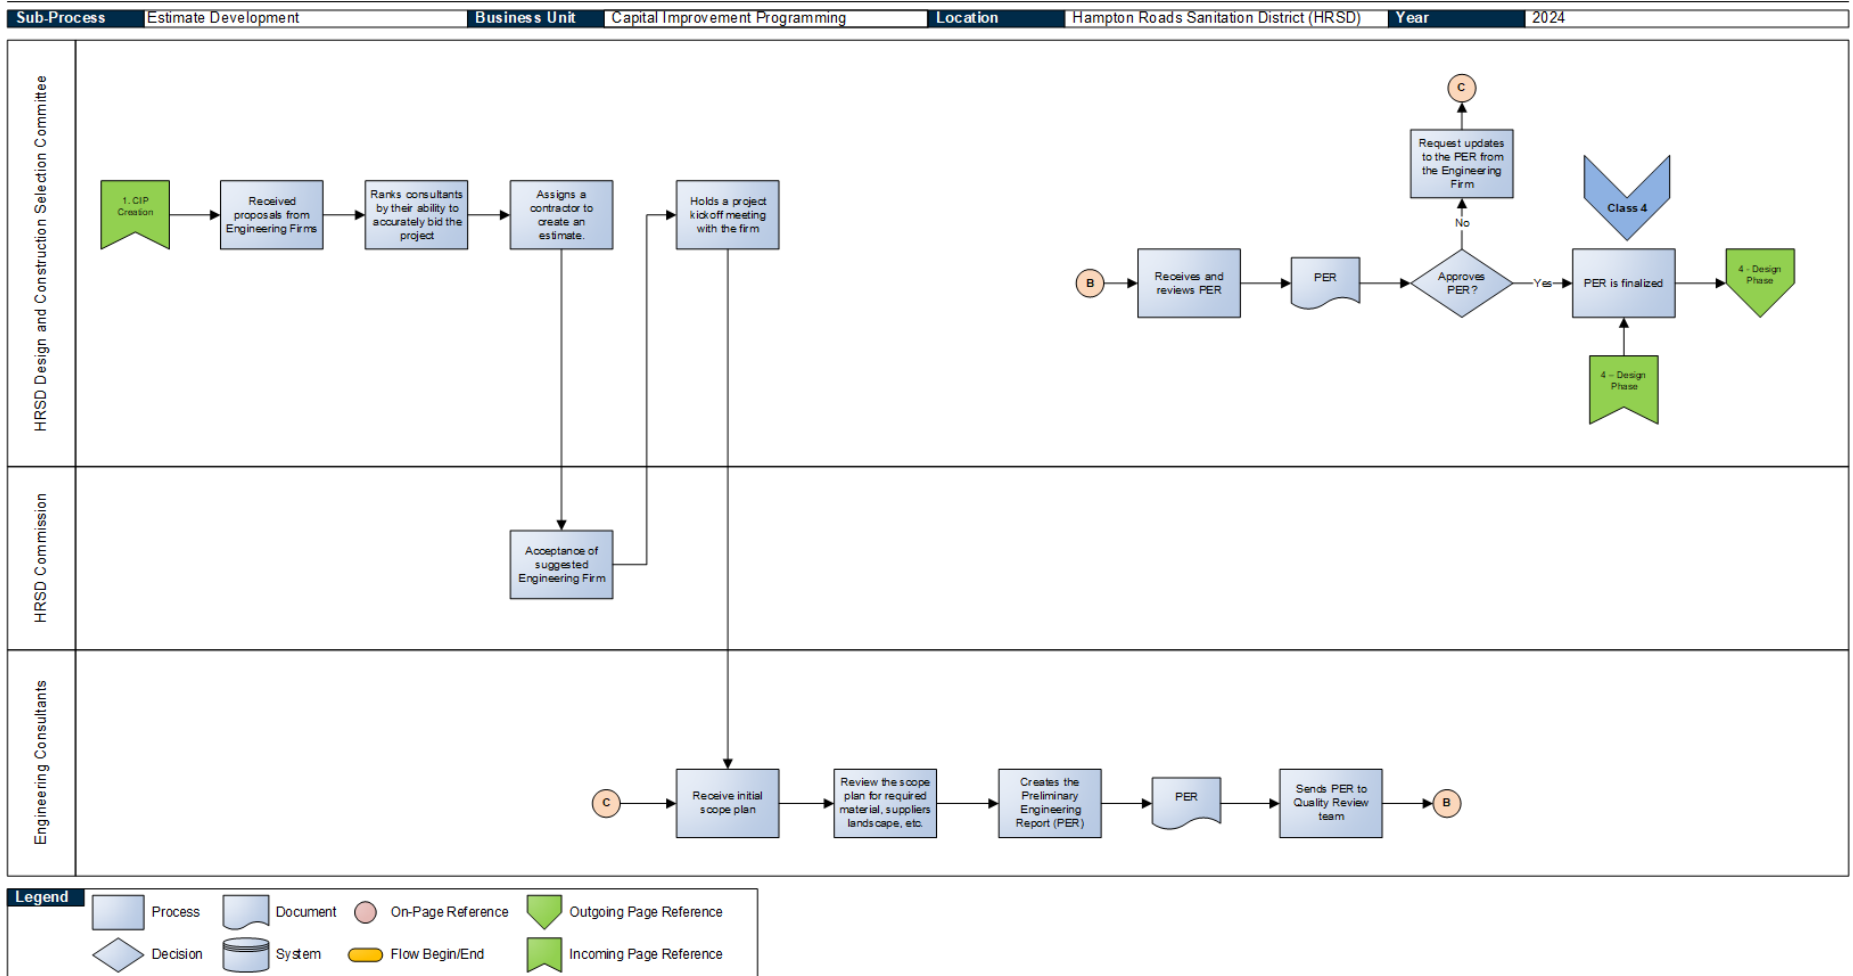 Sub-Process Estimate Development Business Unit Capital Improvement Programming Location Hampton Roads Sanitation District (HRSD) Year 2024
HRSD Design and Construction Selection Committee
1. CIP
Creation
Received
proposals from
Engineering Firms
Ranks consultants
by their ability to
accurately bid the
project
Assigns a
contractor to
create an
estimate.
Holds a project
kickoff meeting
with the firm
B
Receives and
reviews PER
PER
Approves
PER?
No
Request updates
to the PER from
the Engineering
Firm
C
Yes
Class 4
PER is finalized
4 - Design
Phase
4 – Design
Phase
HRSD Commission
Acceptance of
suggested
Engineering Firm
Engineering Consultants
C
Receive initial
scope plan
Review the scope
plan for required
material, suppliers
landscape, etc.
Creates the
Preliminary
Engineering
Report (PER)
PER
Sends PER to
Quality Review
team
B
Legend
Process
Document
On-Page Reference
Outgoing Page Reference
Decision
System
Flow Begin/End
Incoming Page Reference